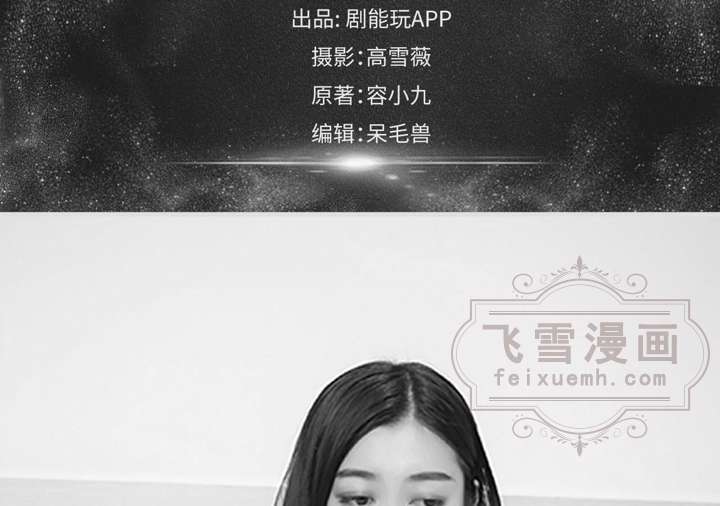 出品: 剧能玩APP
摄影:高雪薇
原著:容小九
编辑:呆毛兽
飞雪漫画
feixuemh.com